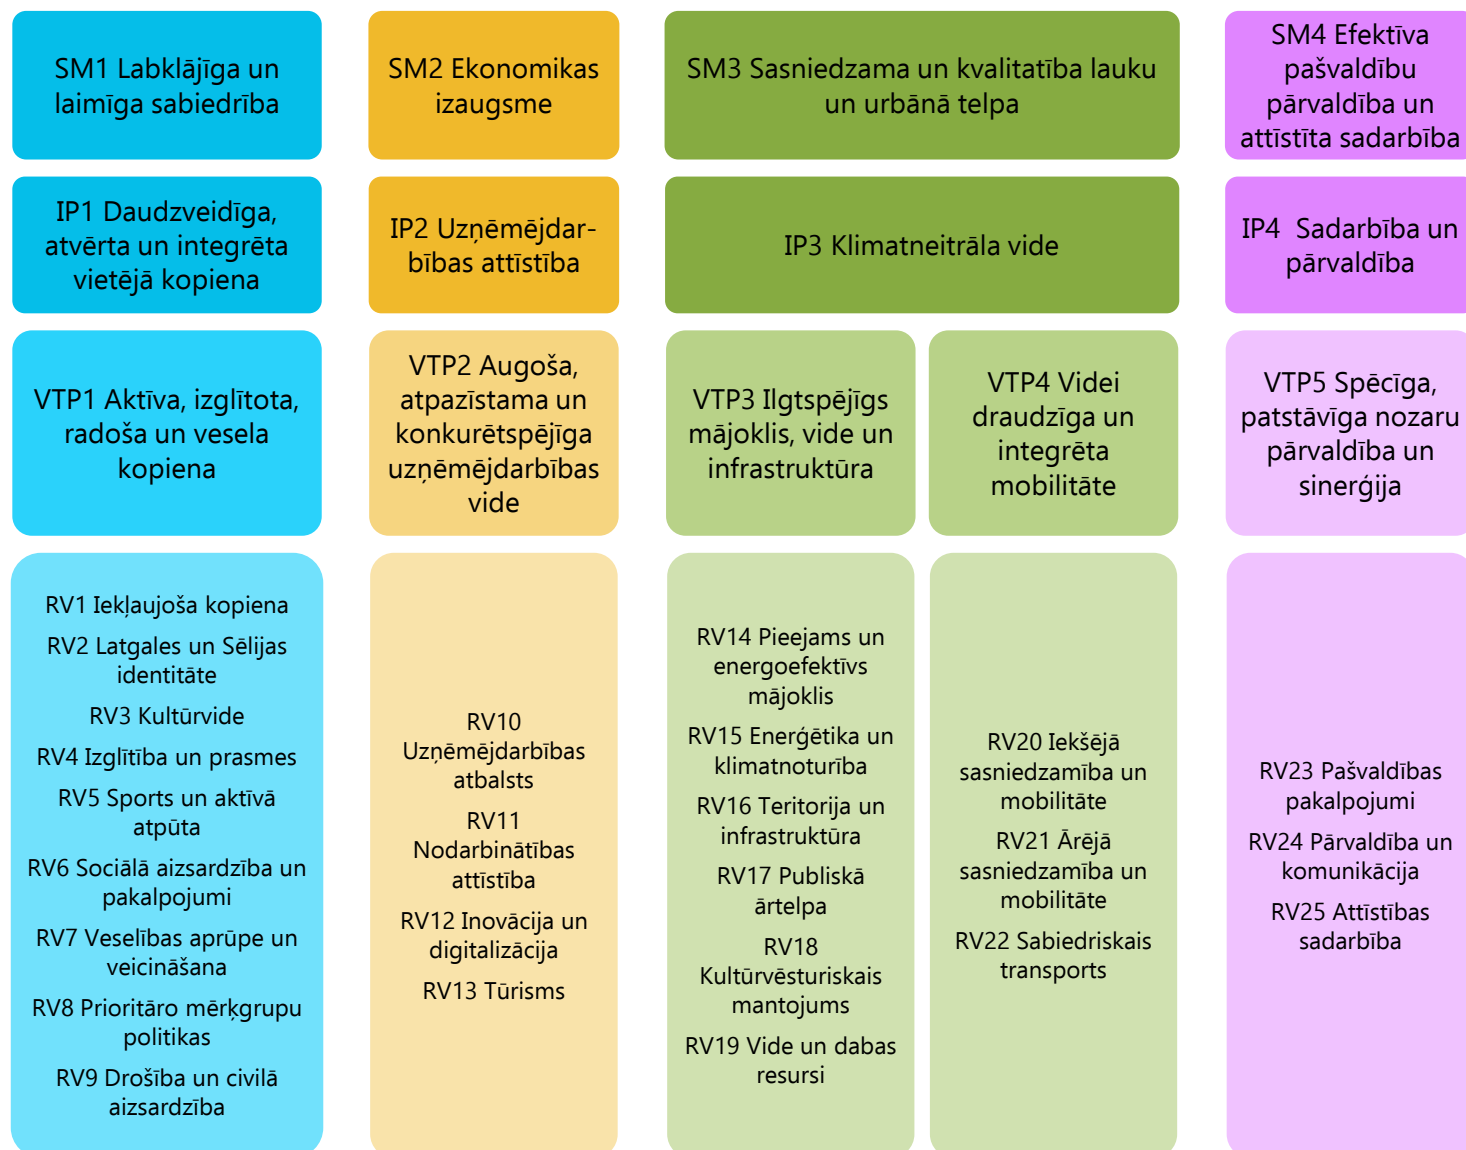 SM1 Labklājīga un
laimīga sabiedrība
SM2 Ekonomikas
izaugsme
SM3 Sasniedzama un kvalitatība lauku
un urbānā telpa
SM4 Efektīva
pašvaldību
pārvaldība un
attīstīta sadarbība
IP1 Daudzveidīga,
atvērta un integrēta
vietējā kopiena
IP2 Uzņēmējdar-
bības attīstība
IP3 Klimatneitrāla vide
IP4  Sadarbība un
pārvaldība
VTP1 Aktīva, izglītota,
radoša un vesela
kopiena
VTP2 Augoša,
atpazīstama un
konkurētspējīga
uzņēmējdarbības
vide
VTP3 Ilgtspējīgs
mājoklis, vide un
infrastruktūra
VTP4 Videi
draudzīga un
integrēta
mobilitāte
VTP5 Spēcīga,
patstāvīga nozaru
pārvaldība un
sinerģija
RV1 Iekļaujoša kopiena
RV2 Latgales un Sēlijas
identitāte
RV3 Kultūrvide
RV4 Izglītība un prasmes
RV5 Sports un aktīvā
atpūta
RV6 Sociālā aizsardzība un
pakalpojumi
RV7 Veselības aprūpe un
veicināšana
RV8 Prioritāro mērķgrupu
politikas
RV9 Drošība un civilā
aizsardzība
RV10
Uzņēmējdarbības
atbalsts
RV11
Nodarbinātības
attīstība
RV12 Inovācija un
digitalizācija
RV13 Tūrisms
RV14 Pieejams un
energoefektīvs
mājoklis
RV15 Enerģētika un
klimatnoturība
RV16 Teritorija un
infrastruktūra
RV17 Publiskā
ārtelpa
RV18
Kultūrvēsturiskais
mantojums
RV19 Vide un dabas
resursi
RV20 Iekšējā
sasniedzamība un
mobilitāte
RV21 Ārējā
sasniedzamība un
mobilitāte
RV22 Sabiedriskais
transports
RV23 Pašvaldības
pakalpojumi
RV24 Pārvaldība un
komunikācija
RV25 Attīstības
sadarbība